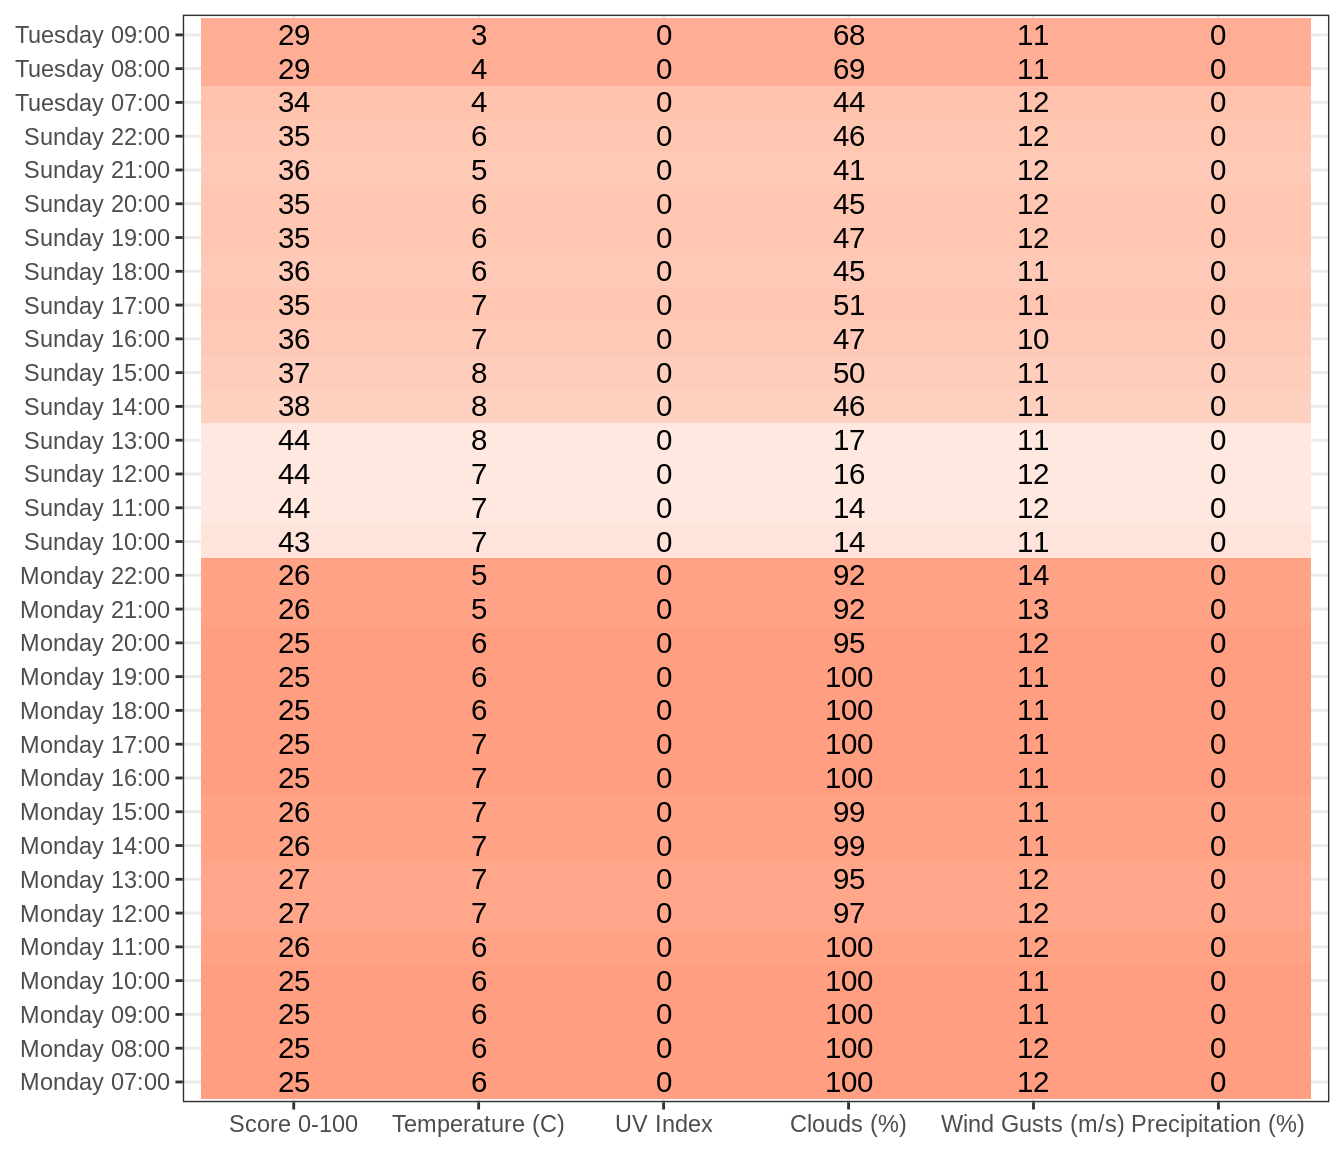 Tuesday 09:00 29 3 0 68 11 0
Tuesday 08:00 29 4 0 69 11 0
Tuesday 07:00 34 4 0 44 12 0
Sunday 22:00 35 6 0 46 12 0
Sunday 21:00 36 5 0 41 12 0
Sunday 20:00 35 6 0 45 12 0
Sunday 19:00 35 6 0 47 12 0
Sunday 18:00 36 6 0 45 11 0
Sunday 17:00 35 7 0 51 11 0
Sunday 16:00 36 7 0 47 10 0
Sunday 15:00 37 8 0 50 11 0
Sunday 14:00 38 8 0 46 11 0
Sunday 13:00 44 8 0 17 11 0
Sunday 12:00 44 7 0 16 12 0
Sunday 11:00 44 7 0 14 12 0
Sunday 10:00 43 7 0 14 11 0
Monday 22:00 26 5 0 92 14 0
Monday 21:00 26 5 0 92 13 0
Monday 20:00 25 6 0 95 12 0
Monday 19:00 25 6 0 100 11 0
Monday 18:00 25 6 0 100 11 0
Monday 17:00 25 7 0 100 11 0
Monday 16:00 25 7 0 100 11 0
Monday 15:00 26 7 0 99 11 0
Monday 14:00 26 7 0 99 11 0
Monday 13:00 27 7 0 95 12 0
Monday 12:00 27 7 0 97 12 0
Monday 11:00 26 6 0 100 12 0
Monday 10:00 25 6 0 100 11 0
Monday 09:00 25 6 0 100 11 0
Monday 08:00 25 6 0 100 12 0
Monday 07:00 25 6 0 100 12 0
Score 0-100 Temperature (C) UV Index Clouds (%) Wind Gusts (m/s) Precipitation (%)